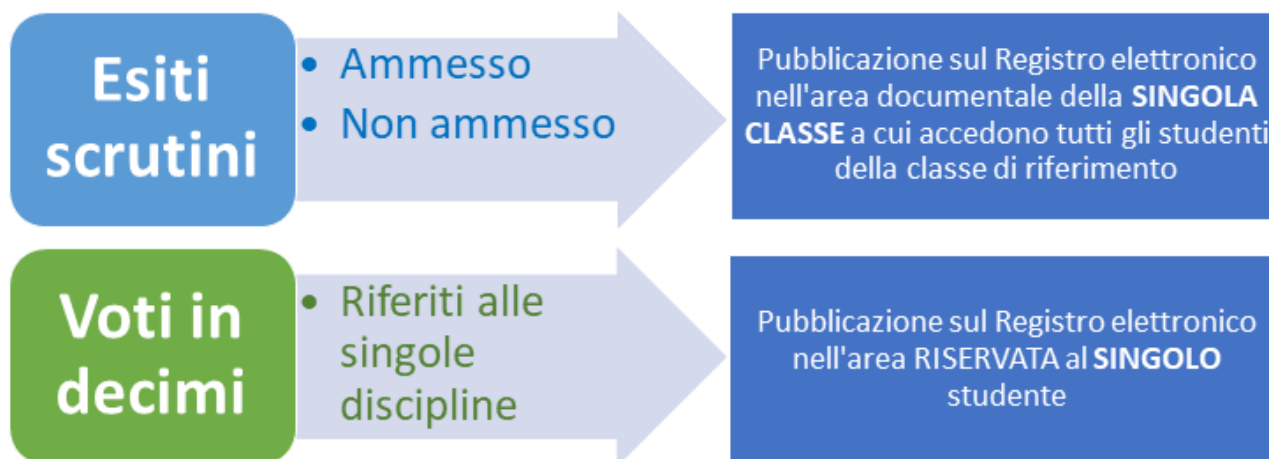 Esiti
scrutini
• Ammesso
• Non ammesso
Pubblicazione sul Registro elettronico
nell'area documentale della SINGOLA
CLASSE a cui accedono tutti gli studenti
della classe di riferimento
Voti in
decimi
• Riferiti alle
singole
discipline
Pubblicazione sul Registro elettronico
nell'area RISERVATA al SINGOLO
studente